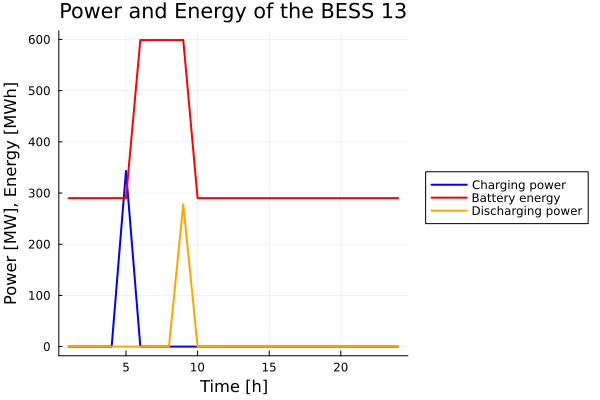 Power and Energy of the BESS 13
Power [MW], Energy [MWh]
600
500
400
300
200
100
0
5
10
15
20
Time [h]
Charging power
Battery energy
Discharging power